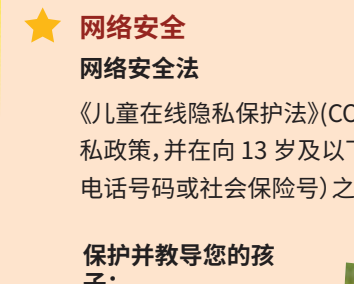 网络安全
网络安全法
《儿童在线隐私保护法》(CO
私政策，并在向 13 岁及以下
电话号码或社会保险号）之
保护并教导您的孩
子：